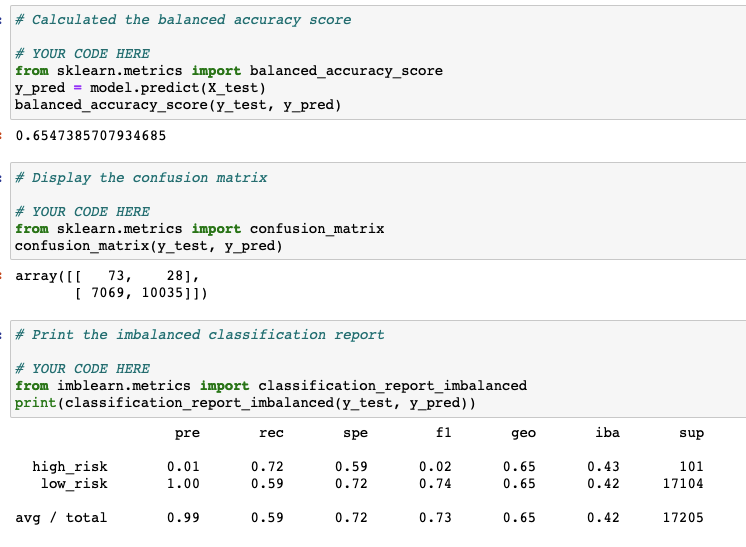 # Calculated the balanced accuracy score
# YOUR CODE HERE
from sklearn.metrics import balanced_accuracy_score
y_pred = model.predict(X_test)
balanced_accuracy_score(y_test, y_pred)
0.6547385707934685
# Display the confusion matrix
# YOUR CODE HERE
from sklearn.metrics import confusion_matrix
confusion_matrix(y_test, y_pred)
array([[   73,    28],
       [ 7069, 10035]])
# Print the imbalanced classification report
# YOUR CODE HERE
from imblearn.metrics import classification_report_imbalanced
print(classification_report_imbalanced(y_test, y_pred))
pre rec spe f1 geo iba sup
high_risk 0.01 0.72 0.59 0.02 0.65 0.43 101
low_risk 1.00 0.59 0.72 0.74 0.65 0.42 17104
avg / total 0.99 0.59 0.72 0.73 0.65 0.42 17205